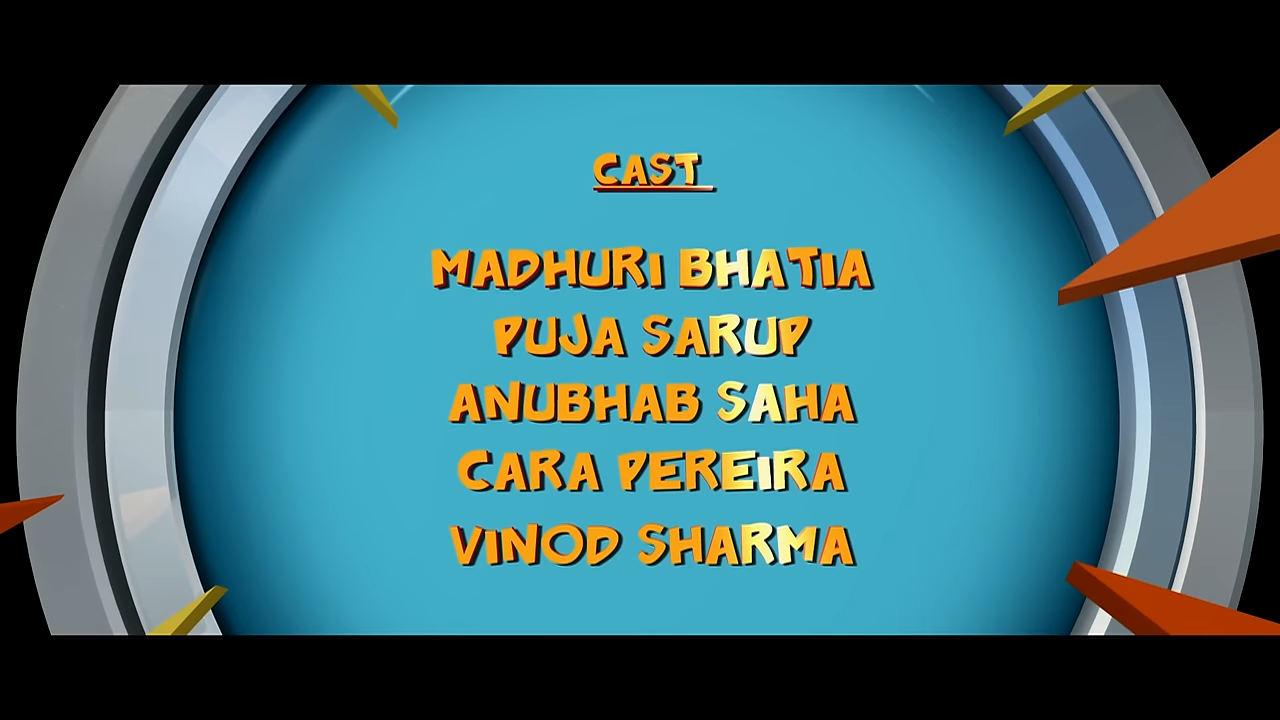 CAST
MADHURI BHATIA
PUJA SARUP
ANUBHAB SAHA
CARA PEREIRA
VINOD SHARMA